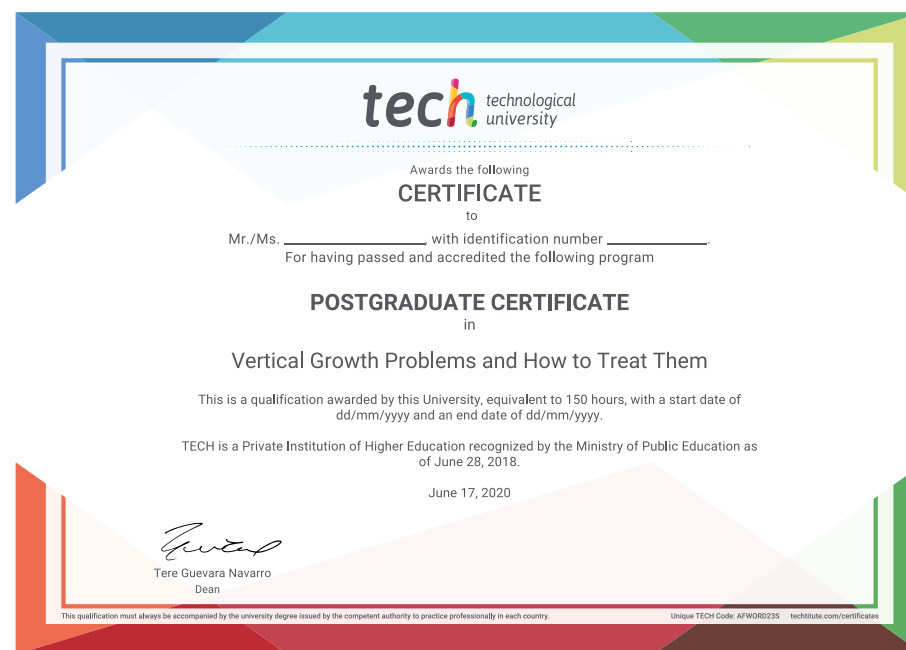 tech technological
university
Awards the following
CERTIFICATE
to
Mr./Ms. ________________, with identification number ____________.
For having passed and accredited the following program
POSTGRADUATE CERTIFICATE
in
Vertical Growth Problems and How to Treat Them
This is a qualification awarded by this University, equivalent to 150 hours, with a start date of
dd/mm/yyyy and an end date of dd/mm/yyyy.
TECH is a Private Institution of Higher Education recognized by the Ministry of Public Education as
of June 28, 2018.
June 17, 2020
Tere Guevara Navarro
Dean
This qualification must always be accompanied by the university degree issued by the competent authority to practice professionally in each country.
Unique TECH Code: AFWORD23S techtitute.com/certificates